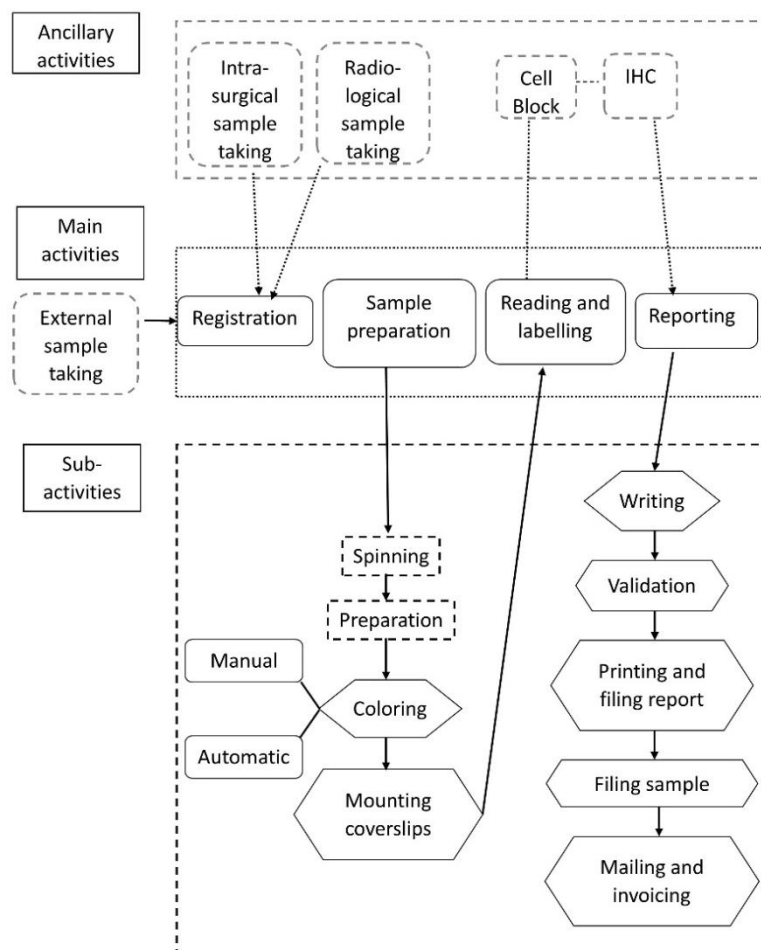 Ancillary
activities
Intra-
surgical
sample
taking
Radio-
logical
sample
taking
Cell
Block
IHC
Main
activities
External
sample
taking
Registration
Sample
preparation
Reading and
labelling
Reporting
Sub-
activities
Spinning
Preparation
Manual
Automatic
Coloring
Mounting
coverslips
Writing
Validation
Printing and
filing report
Filing sample
Mailing and
invoicing